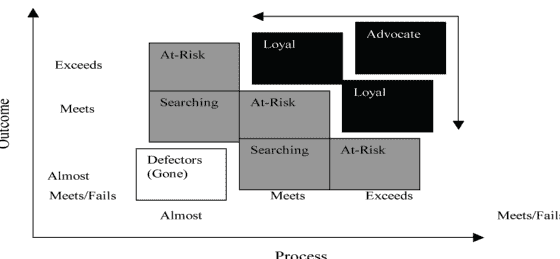 Advocate
At-Risk
Loyal
Exceeds
Meets
Searching
At-Risk
Loyal
Outcome
Searching
At-Risk
Defectors
(Gone)
Almost
Meets/Fails
Meets
Exceeds
Almost
Meets/Fails
Process